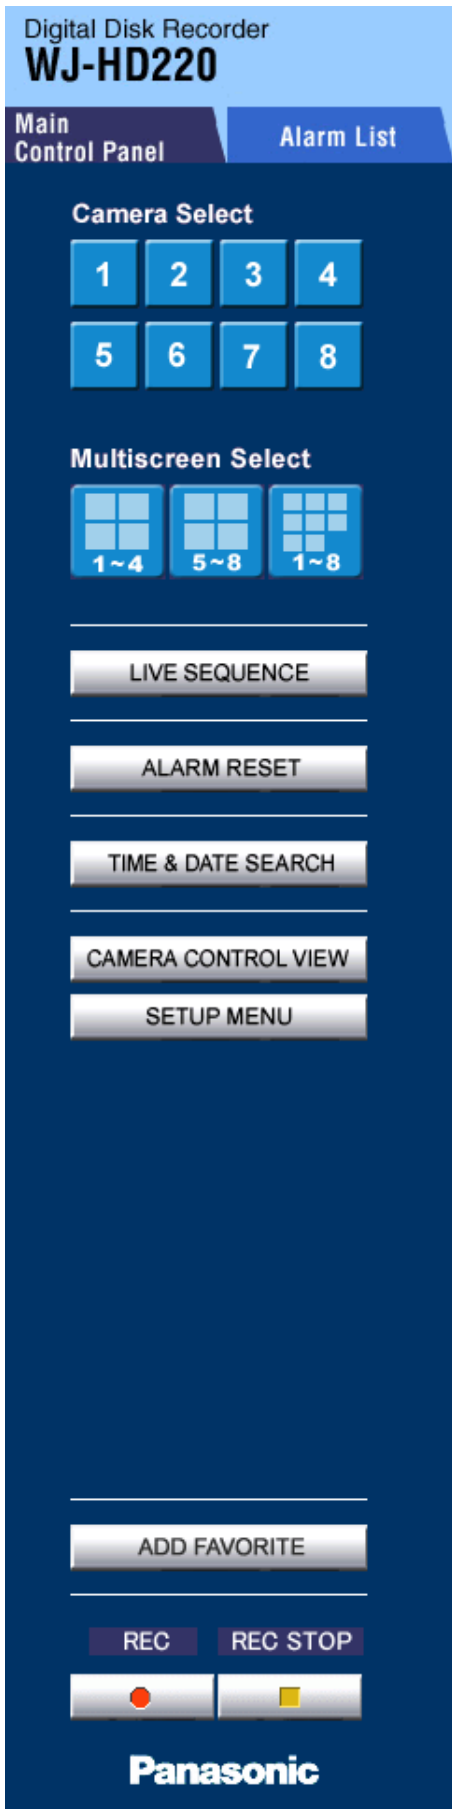 Digital Disk Recorder
WJ-HD220
Main
Control Panel
Alarm List
Camera Select
1 2 3 4
5 6 7 8
Multiscreen Select
1~4 5~8 1~8
LIVE SEQUENCE
ALARM RESET
TIME & DATE SEARCH
CAMERA CONTROL VIEW
SETUP MENU
ADD FAVORITE
REC REC STOP
Panasonic